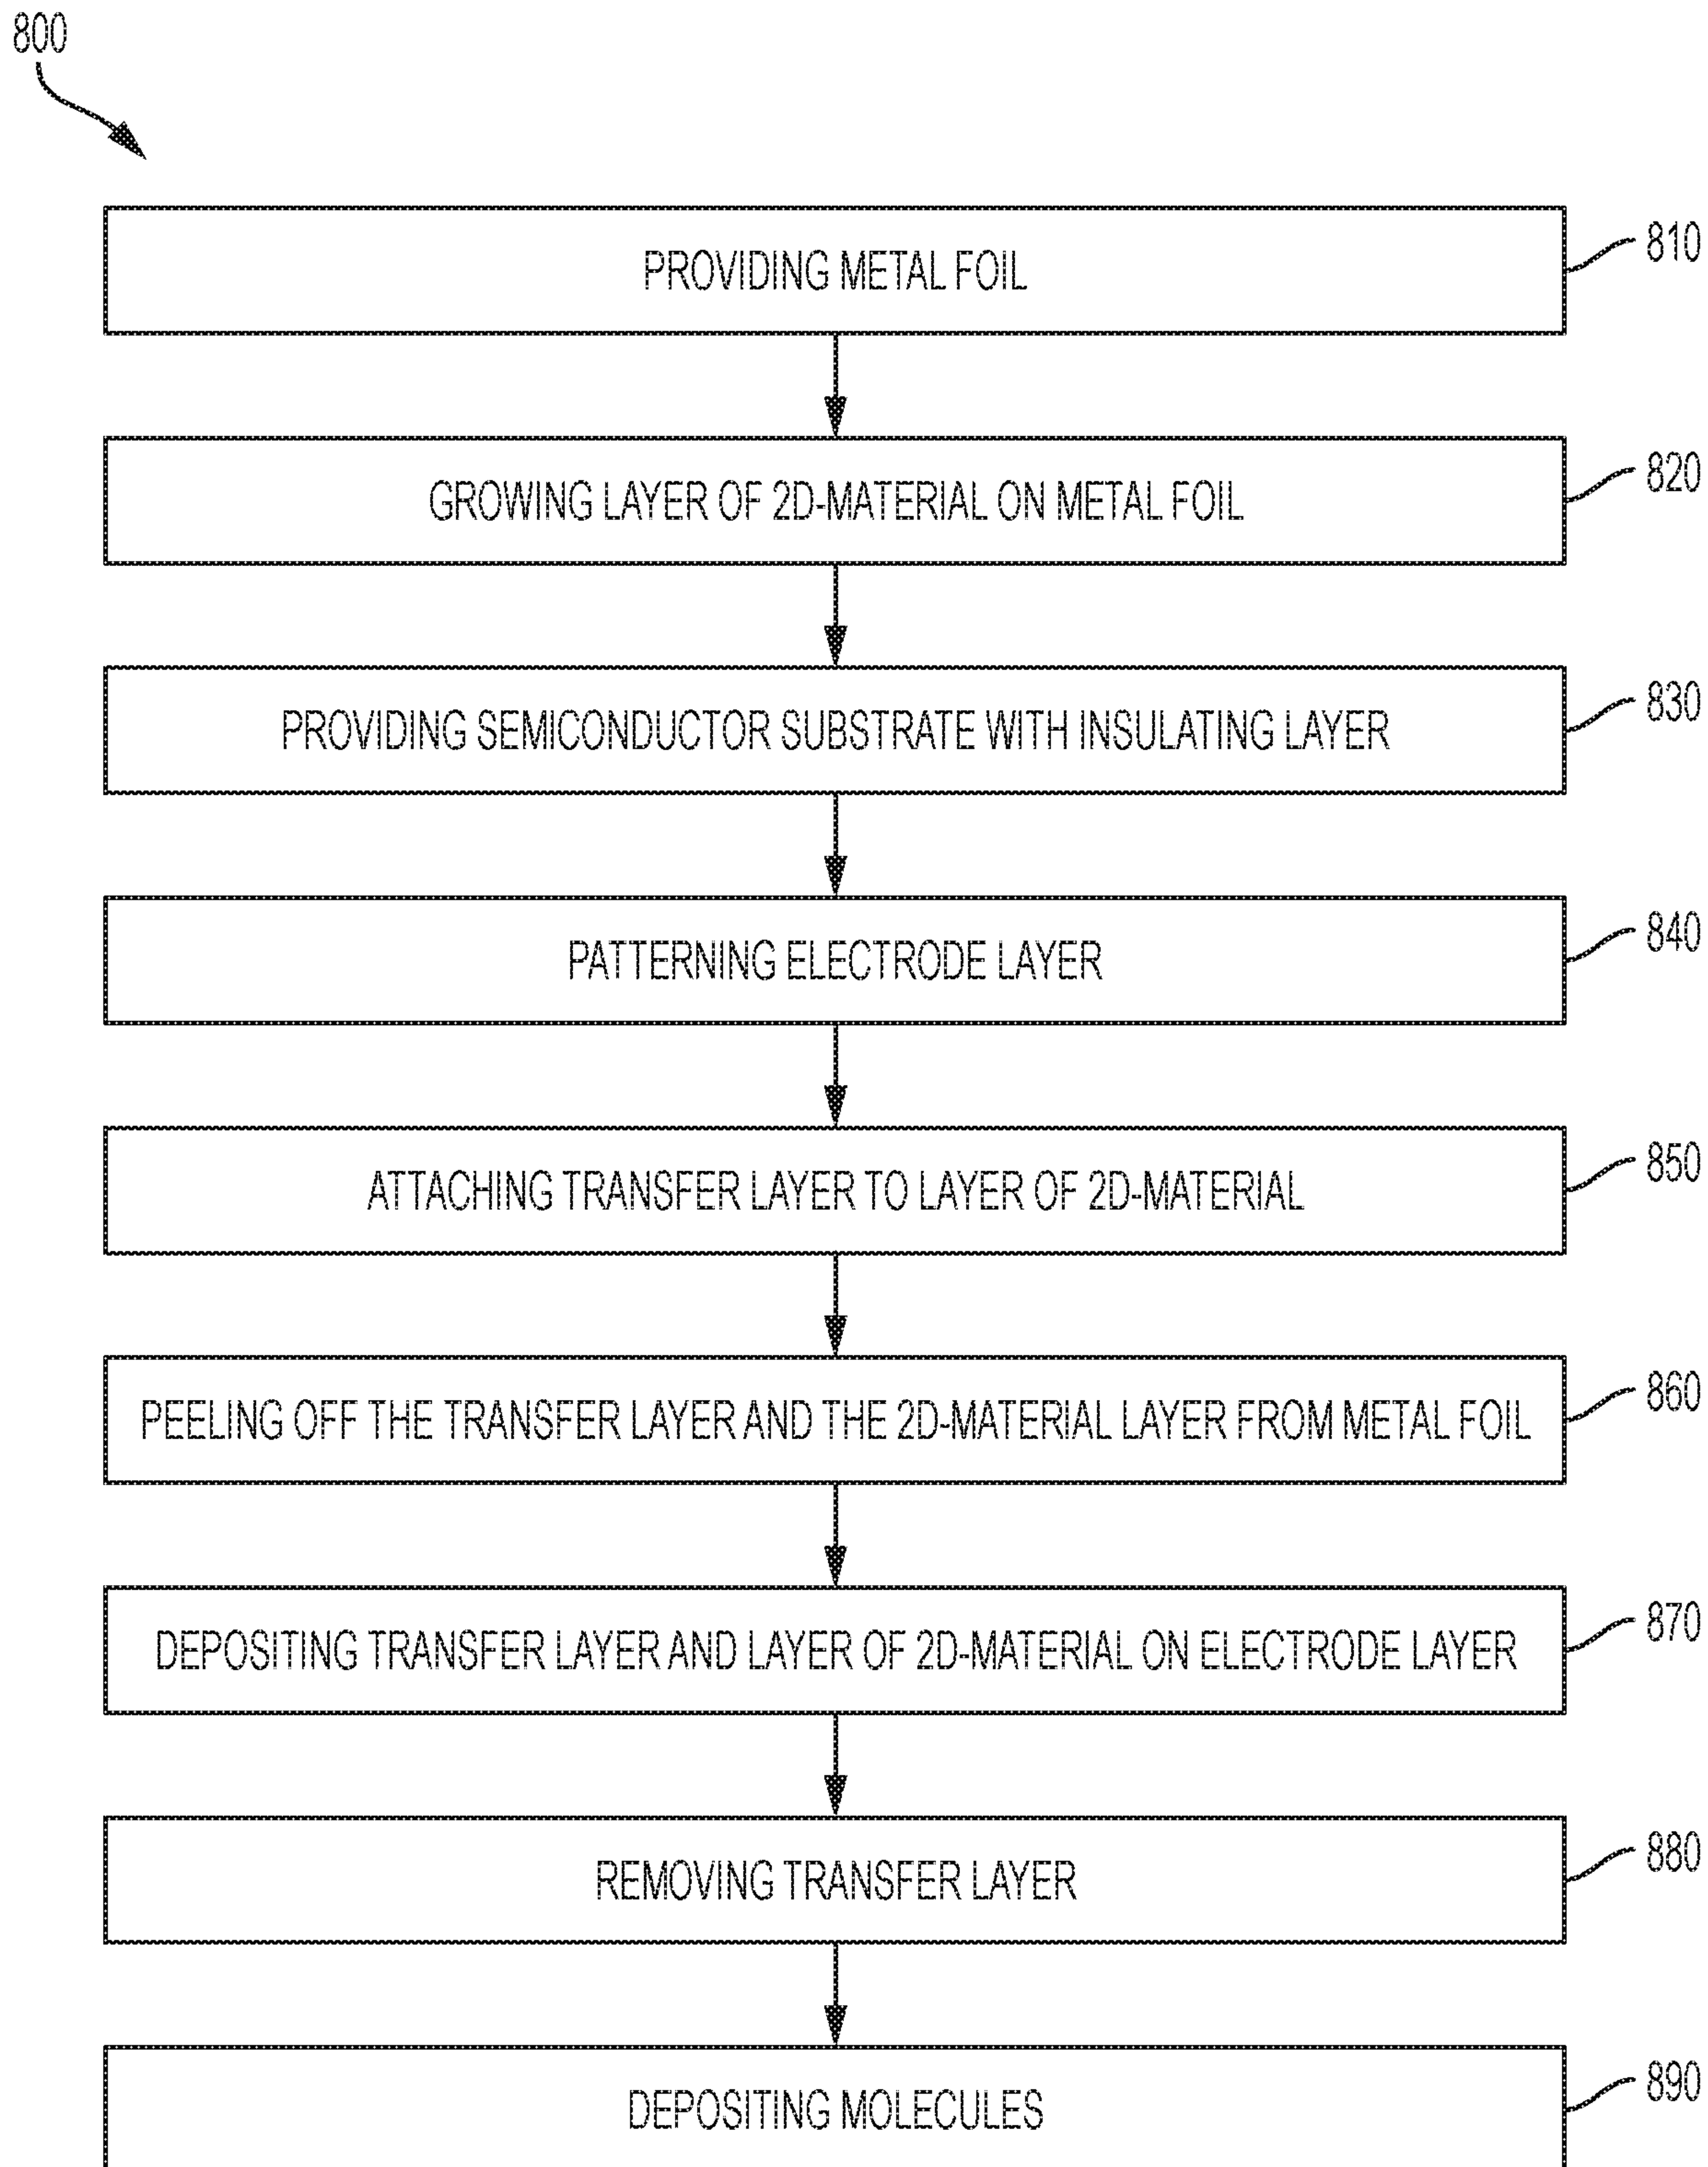 800
PROVIDING METAL FOIL
810
GROWING LAYER OF 2D-MATERIAL ON METAL FOIL
820
PROVIDING SEMICONDUCTOR SUBSTRATE WITH INSULATING LAYER
830
PATTERNING ELECTRODE LAYER
840
ATTACHING TRANSFER LAYER TO LAYER OF 2D-MATERIAL
850
PEELING OFF THE TRANSFER LAYER AND THE 2D-MATERIAL LAYER FROM METAL FOIL
860
DEPOSITING TRANSFER LAYER AND LAYER OF 2D-MATERIAL ON ELECTRODE LAYER
870
REMOVING TRANSFER LAYER
880
DEPOSITING MOLECULES
890